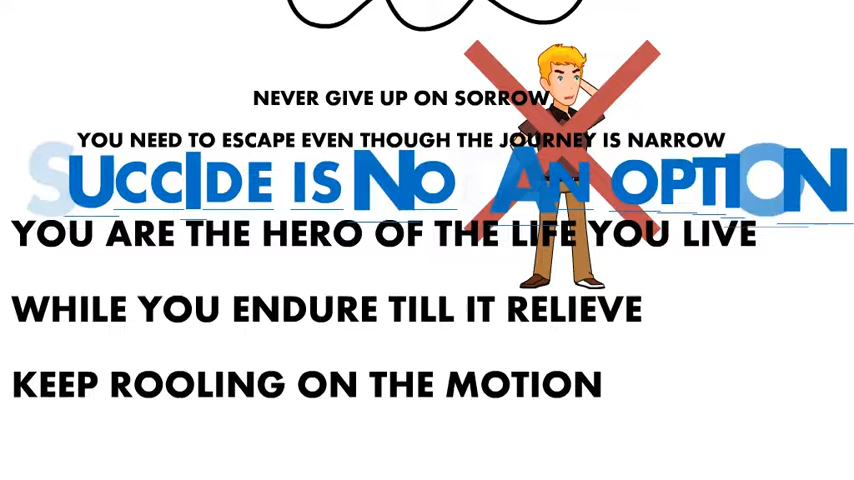 NEVER GIVE UP ON SORROW
YOU NEED TO ESCAPE EVEN THOUGH THE JOURNEY IS NARROW
SUCCIDE IS NO AN OPTION
YOU ARE THE HERO OF THE LIFE YOU LIVE
WHILE YOU ENDURE TILL IT RELIEVE
KEEP ROOLING ON THE MOTION